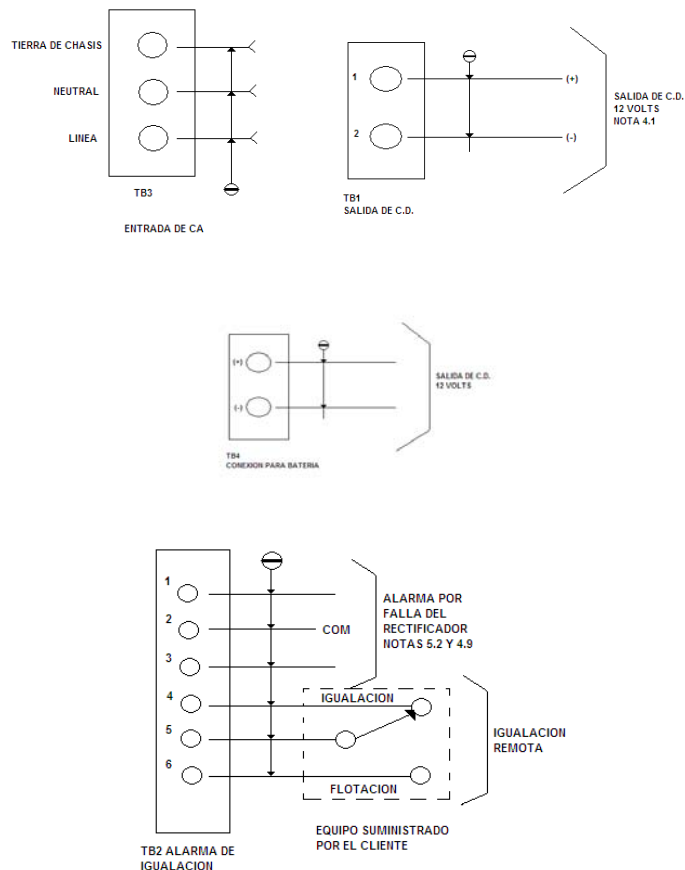 TIERRA DE CHASIS
NEUTRAL
LINEA
TB3
ENTRADA DE CA
1
2
(+)
(-)
SALIDA DE C.D.
12 VOLTS
NOTA 4.1
TB1
SALIDA DE C.D.
(+)
(-)
SALIDA DE C.D.
12 VOLTS
TB4
CONEXION PARA BATERIA
1
2
3
4
5
6
COM
ALARMA POR
FALLA DEL
RECTIFICADOR
NOTAS 5.2 Y 4.9
IGUALACION
FLOTACION
IGUALACION
REMOTA
EQUIPO SUMINISTRADO
POR EL CLIENTE
TB2 ALARMA DE
IGUALACION